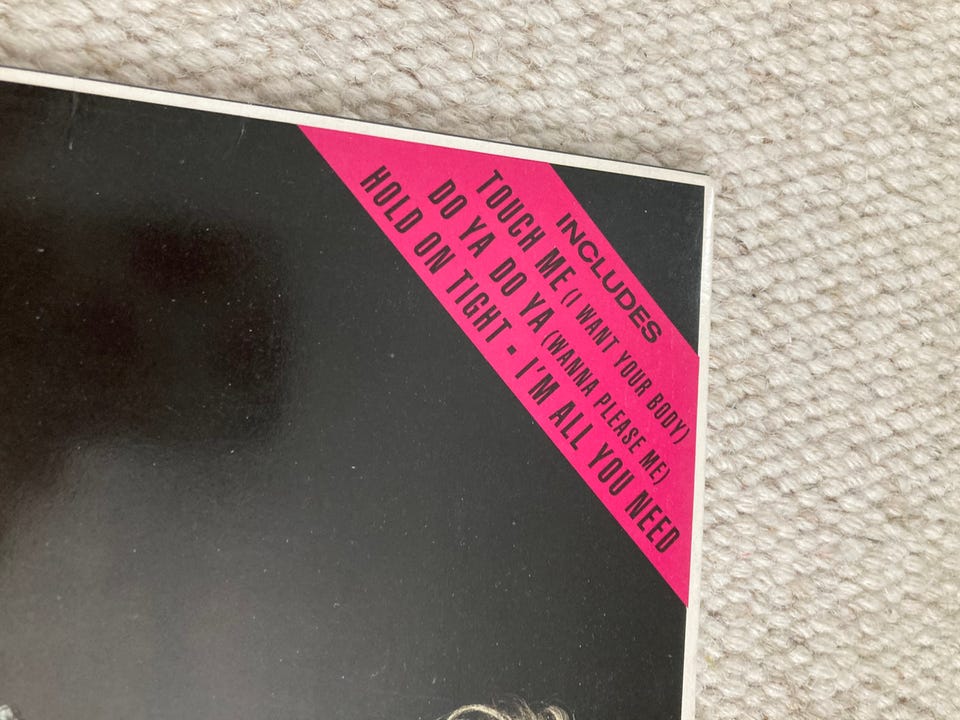 INCLUDES
TOUCH ME (I WANT YOUR BODY)
DO YA DO YA (WANNA PLEASE ME)
HOLD ON TIGHT ▪ I'M ALL YOU NEED